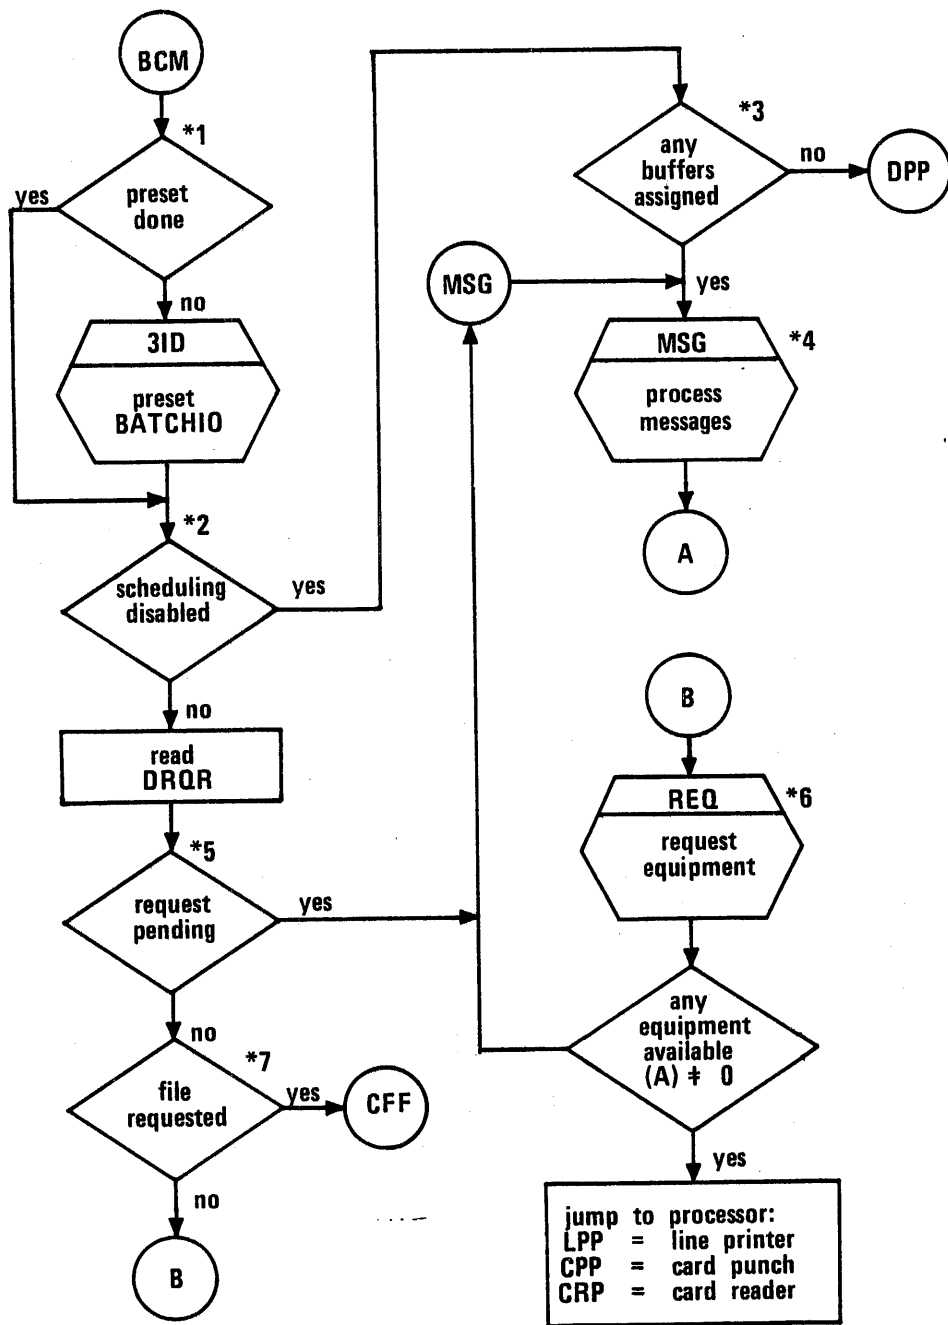 BCM
*1
yes
preset
done
no
3ID
preset
BATCHIO
*2
scheduling
disabled
yes
no
read
DRQR
*5
request
pending
yes
no
*7
file
requested
yes
CFF
no
B
*3
any
buffers
assigned
no
DPP
MSG
yes
MSG
*4
process
messages
A
B
REQ
*6
request
equipment
any
equipment
available
(A) ≠ 0
yes
jump to processor:
LPP = line printer
CPP = card punch
CRP = card reader